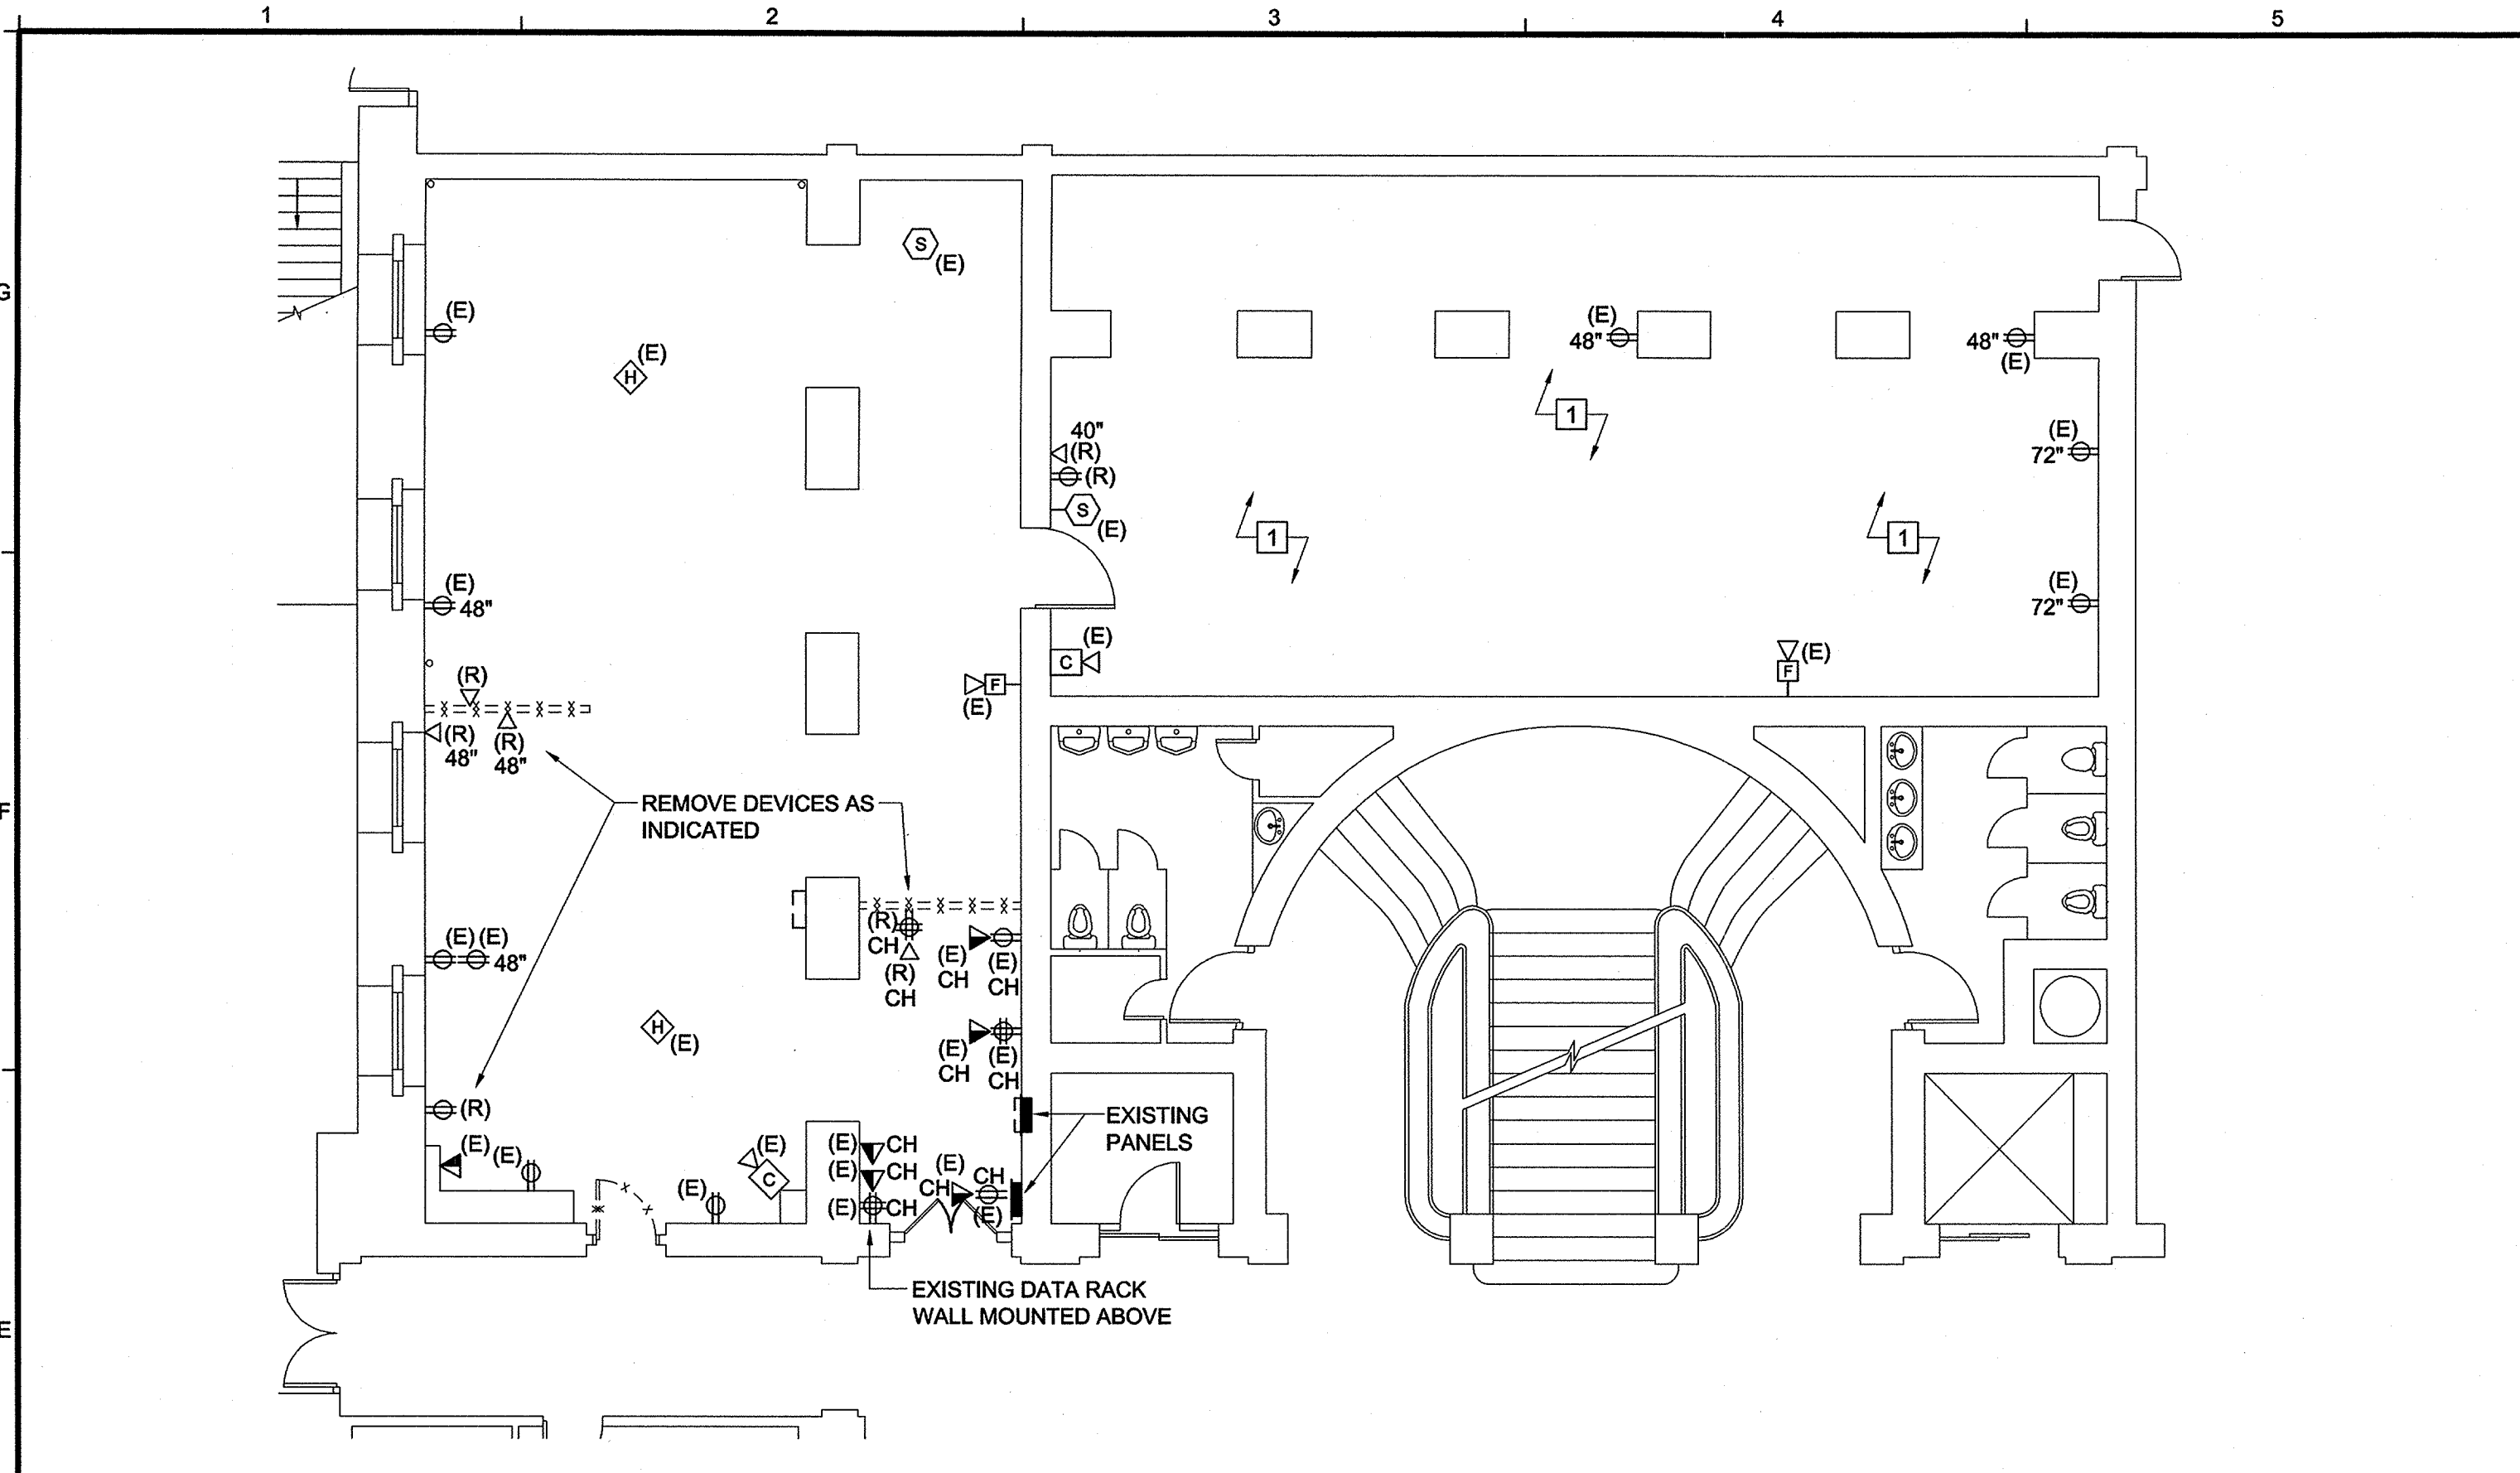 1 2 3 4 5
G
F
E
S
(E)
(E)
(E)
48"
48"
(E)
H
(E)
1
40"
(R)
(R)
(E)
72"
S
(E)
1
1
(E)
48"
(E)
72"
(E)
C
(E)
F
F
(E)
(R)
(R)
48"
(R)
48"
REMOVE DEVICES AS
INDICATED
(R)
CH
(R)
CH
(E)
CH
(E)
CH
(E) (E)
48"
H
(E)
(E)
CH
(E)
CH
(R)
EXISTING
PANELS
(E)
(E)
(E)
C
(E)
(E) CH
(E) CH
(E) CH
(E)
CH
CH
(E)
EXISTING DATA RACK
WALL MOUNTED ABOVE